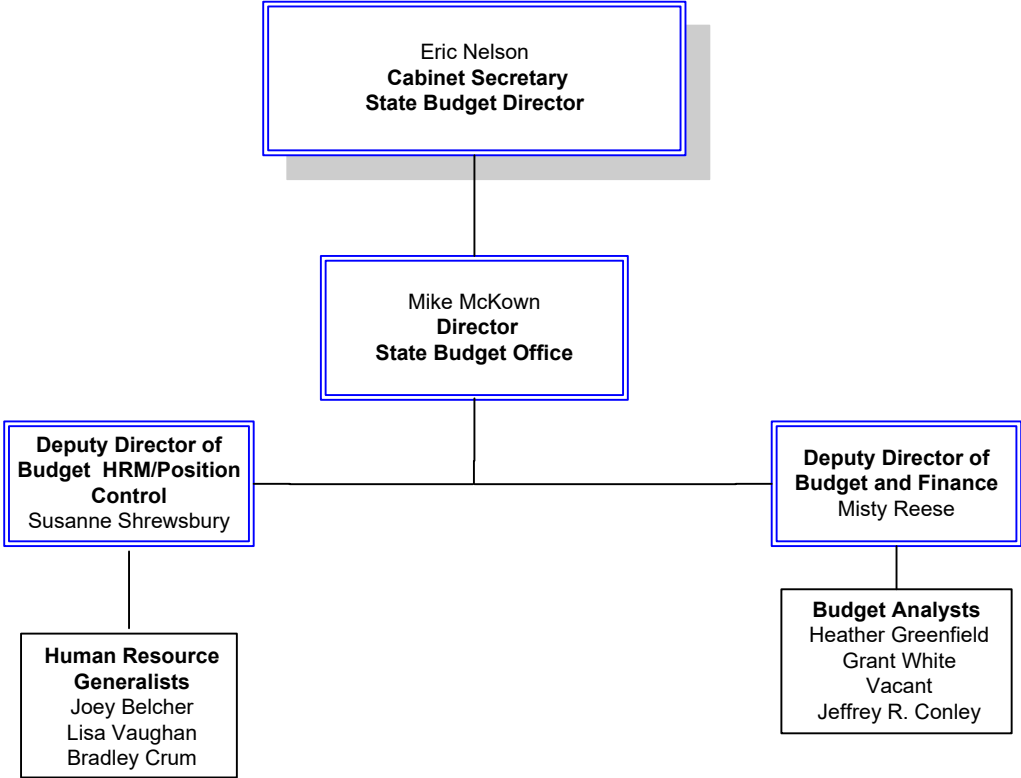 Eric Nelson
Cabinet Secretary
State Budget Director
Mike McKown
Director
State Budget Office
Deputy Director of
Budget  HRM/Position
Control
Susanne Shrewsbury
Deputy Director of
Budget and Finance
Misty Reese
Human Resource
Generalists
Joey Belcher
Lisa Vaughan
Bradley Crum
Budget Analysts
Heather Greenfield
Grant White
Vacant
Jeffrey R. Conley